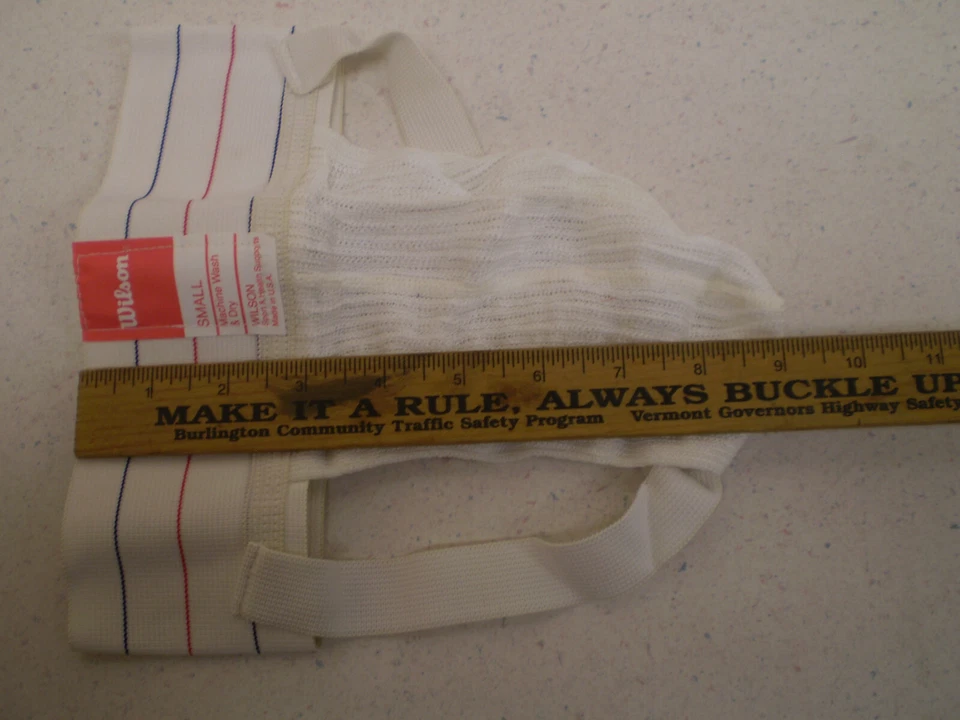 Wilson
SMALL
Machine Wash
& Dry
WILSON
Made in U.S.A.
1 2 3 4 5 6 7 8 9 10 11
MAKE IT A RULE, ALWAYS BUCKLE UP
Burlington Community Traffic Safety Program Vermont Governors Highway Safety